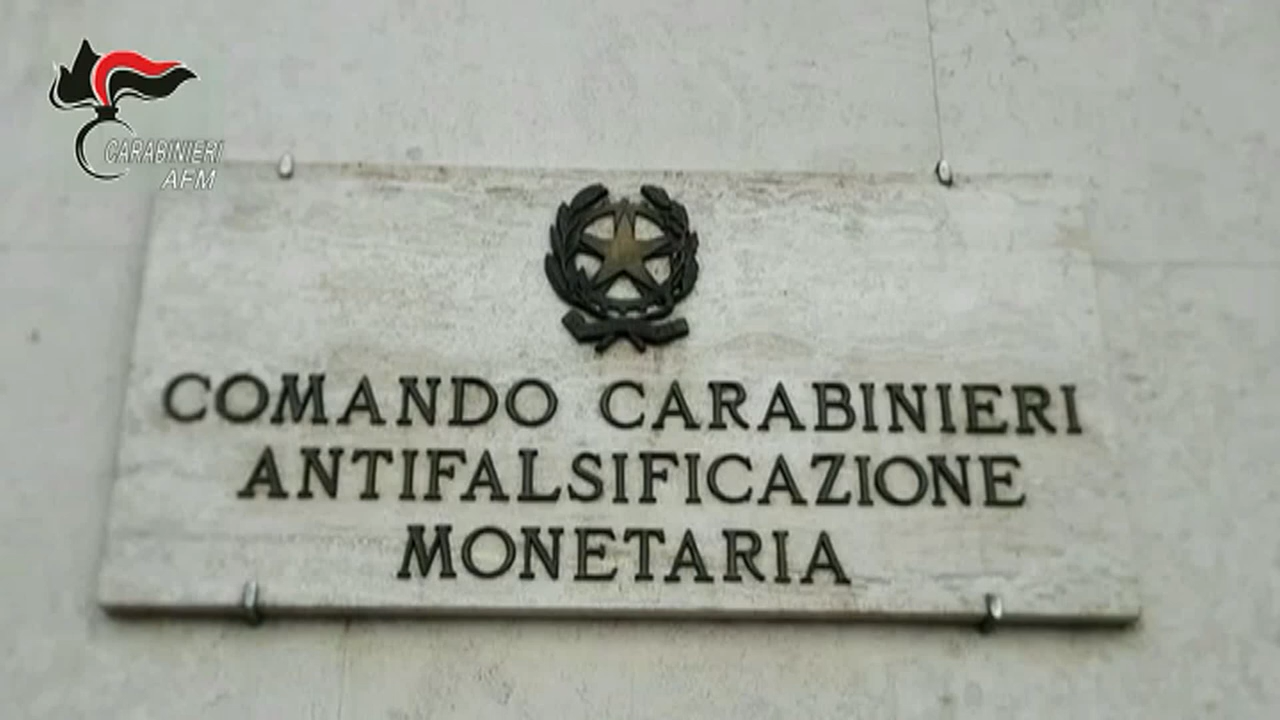 CARABINIERI
AFM
COMANDO CARABINIERI
ANTIFALSIFICAZIONE
MONETARIA